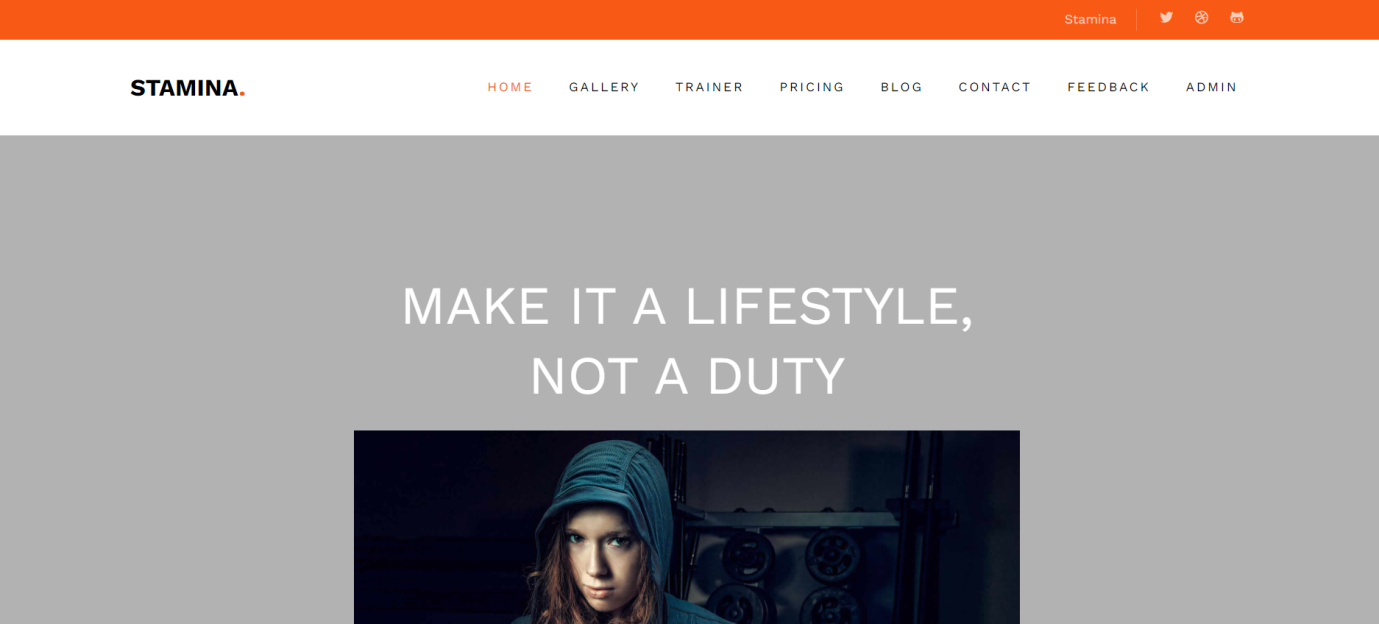 Stamina
STAMINA.
HOME GALLERY TRAINER PRICING BLOG CONTACT FEEDBACK ADMIN
MAKE IT A LIFESTYLE,
NOT A DUTY